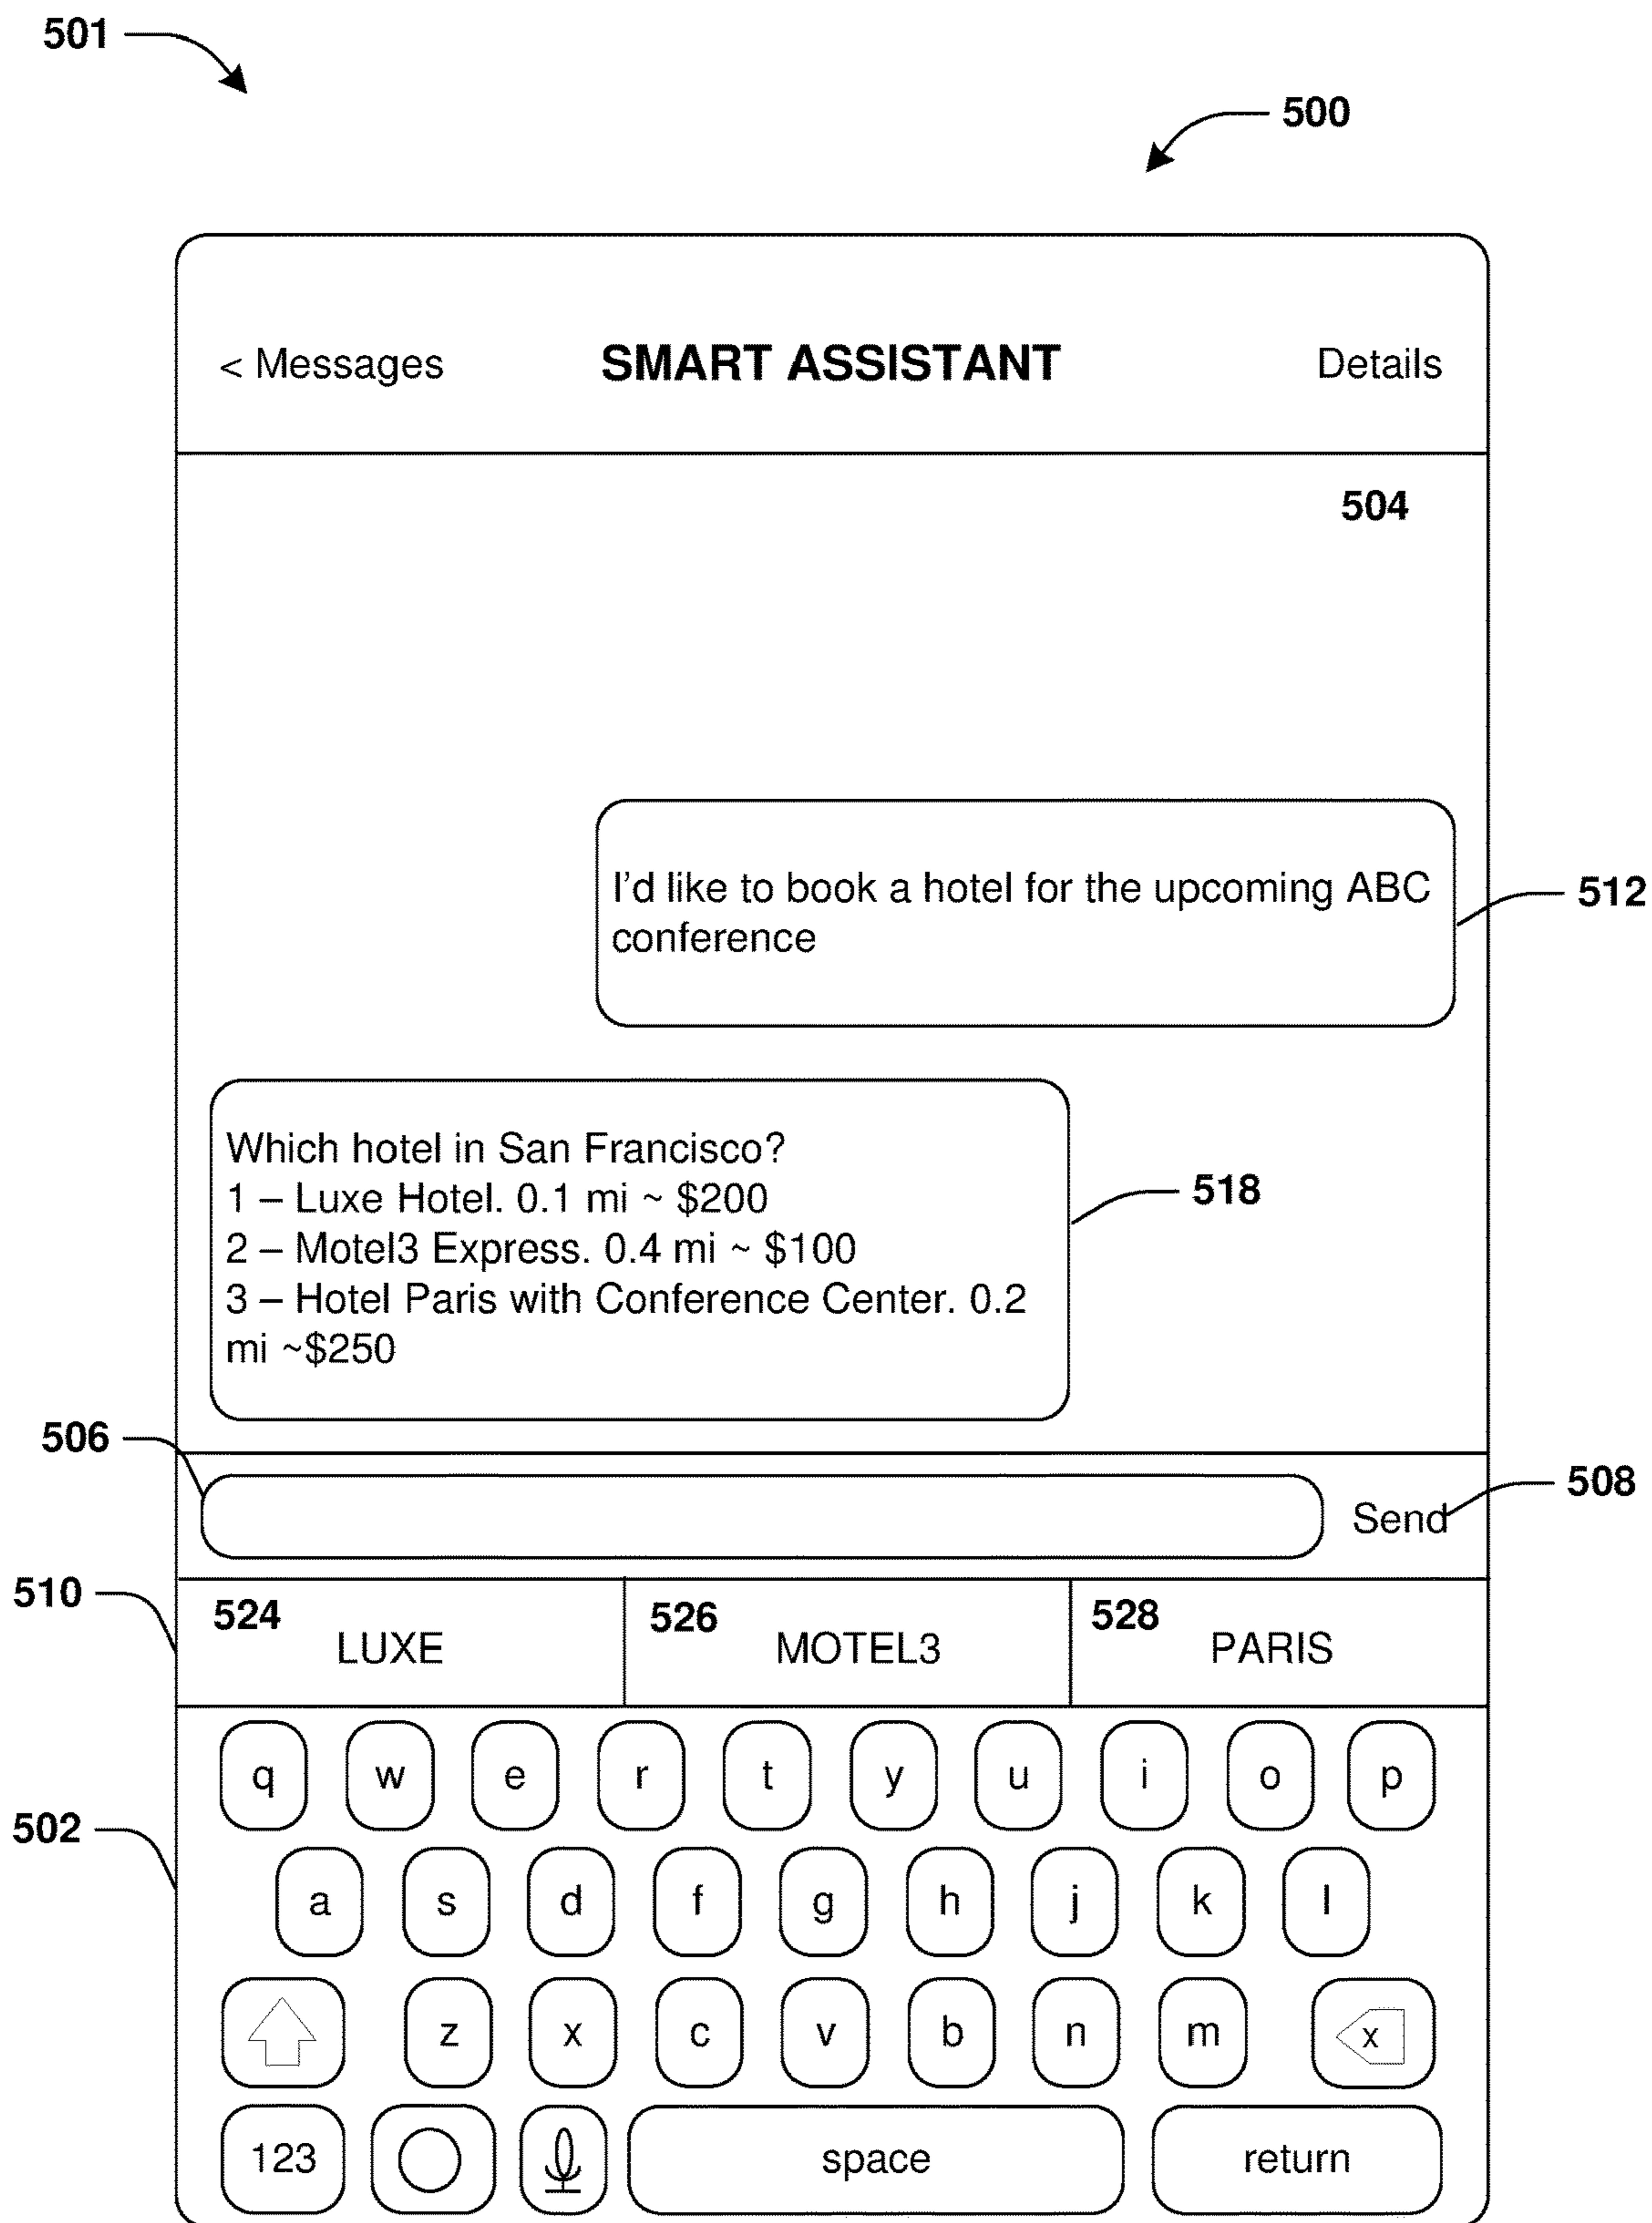 501
500
< Messages SMART ASSISTANT Details
504
I'd like to book a hotel for the upcoming ABC
conference
512
Which hotel in San Francisco?
1 – Luxe Hotel. 0.1 mi ~ $200
2 – Motel3 Express. 0.4 mi ~ $100
3 – Hotel Paris with Conference Center. 0.2
mi ~$250
518
506
Send
508
510
524 LUXE
526 MOTEL3
528 PARIS
q w e r t y u i o p
502
a s d f g h j k l
z x c v b n m x
123 space return